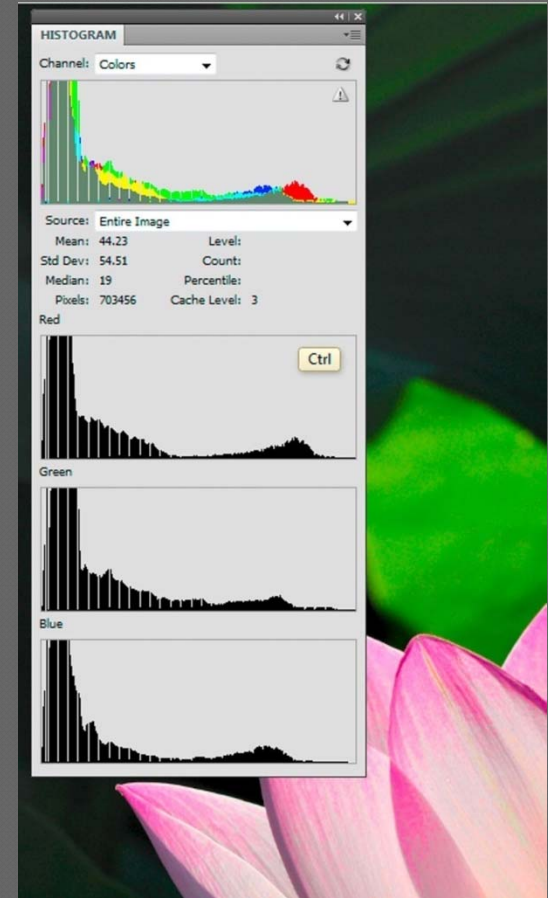 HISTOGRAM
Channel: Colors
Source: Entire Image
Mean: 44.23 Level:
Std Dev: 54.51 Count:
Median: 19 Percentile:
Pixels: 703456 Cache Level: 3
Red
Ctrl
Green
Blue